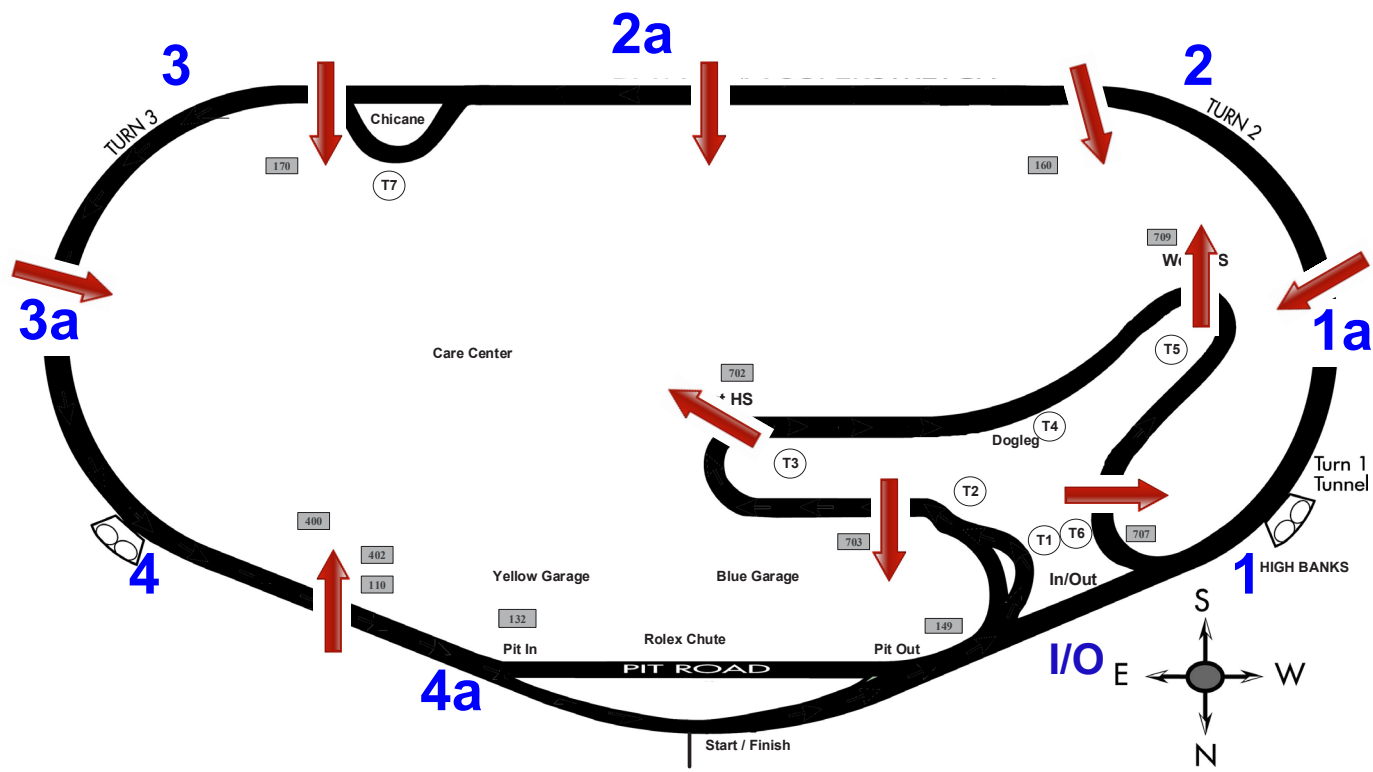 2a
3
2
TURN 3
TURN 2
Chicane
170
T7
160
709
S
3a
1a
T5
Care Center
702
HS
T4
Dogleg
T3
Turn 1
Tunnel
T2
400
402
110
703
T1
T6
707
4
Yellow Garage
Blue Garage
In/Out
1
HIGH BANKS
132
149
Rolex Chute
Pit In
Pit Out
PIT ROAD
4a
I/O
S
E
W
N
Start / Finish